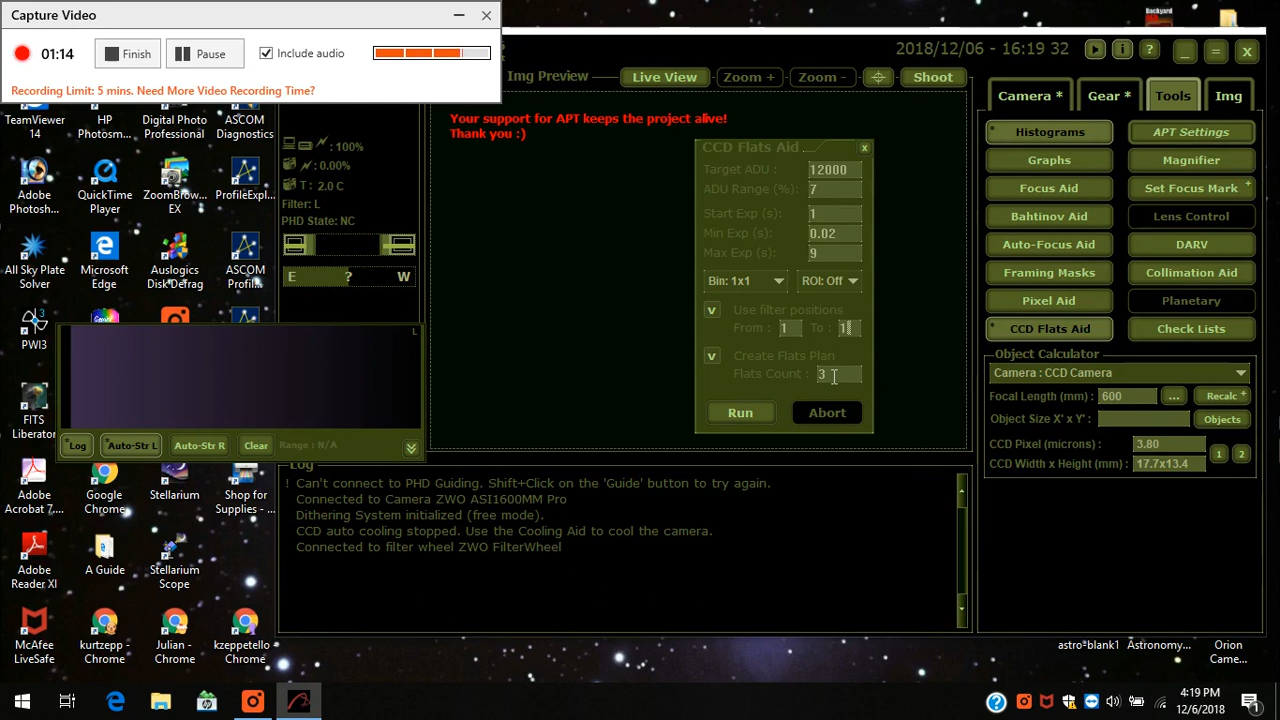 Capture Video
01:14
Finish
Pause
Include audio
Recording Limit: 5 mins. Need More Video Recording Time?
Backyard
2018/12/06 - 16:19 32
Img Preview
Live View
Zoom +
Zoom -
Shoot
Camera *
Gear *
Tools
Img
Your support for APT keeps the project alive!
Thank you :)
TeamViewer 14
HP Photosm...
Digital Photo Professional
ASCOM Diagnostics
Adobe Photosh...
QuickTime Player
ZoomBrow... EX
ProfileExpl...
All Sky Plate Solver
Microsoft Edge
Auslogics Disk Defrag
ASCOM Profil...
PWI3
FITS Liberator
: 100%
: 0.00%
T : 2.0 C
Filter: L
PHD State: NC
E ? W
L
Log
Auto-Str L
Auto-Str R
Clear
Range : N/A
CCD Flats Aid
x
Target ADU : 12000
ADU Range (%): 7
Start Exp (s): 1
Min Exp (s): 0.02
Max Exp (s): 9
Bin: 1x1
ROI: Off
v Use filter positions
From : 1 To : 1
v Create Flats Plan
Flats Count : 3
Run
Abort
Histograms
APT Settings
Graphs
Magnifier
Focus Aid
Set Focus Mark +
Bahtinov Aid
Lens Control
Auto-Focus Aid
DARV
Framing Masks
Collimation Aid
Pixel Aid
Planetary
CCD Flats Aid
Check Lists
Object Calculator
Camera : CCD Camera
Focal Length (mm) : 600 ... Recalc +
Object Size X' x Y' : Objects
CCD Pixel (microns) : 3.80
CCD Width x Height (mm) : 17.7x13.4
1 2
Log
! Can't connect to PHD Guiding. Shift+Click on the 'Guide' button to try again.
Connected to Camera ZWO ASI1600MM Pro
Dithering System initialized (free mode).
CCD auto cooling stopped. Use the Cooling Aid to cool the camera.
Connected to filter wheel ZWO FilterWheel
Adobe Acrobat 7...
Google Chrome
Stellarium
Shop for Supplies - ...
Adobe Reader XI
A Guide
Stellarium Scope
McAfee LiveSafe
kurtzepp - Chrome
Julian - Chrome
kzeppetello - Chrome
astro*blank1
Astronomy...
Orion Came...
4:19 PM
12/6/2018
1